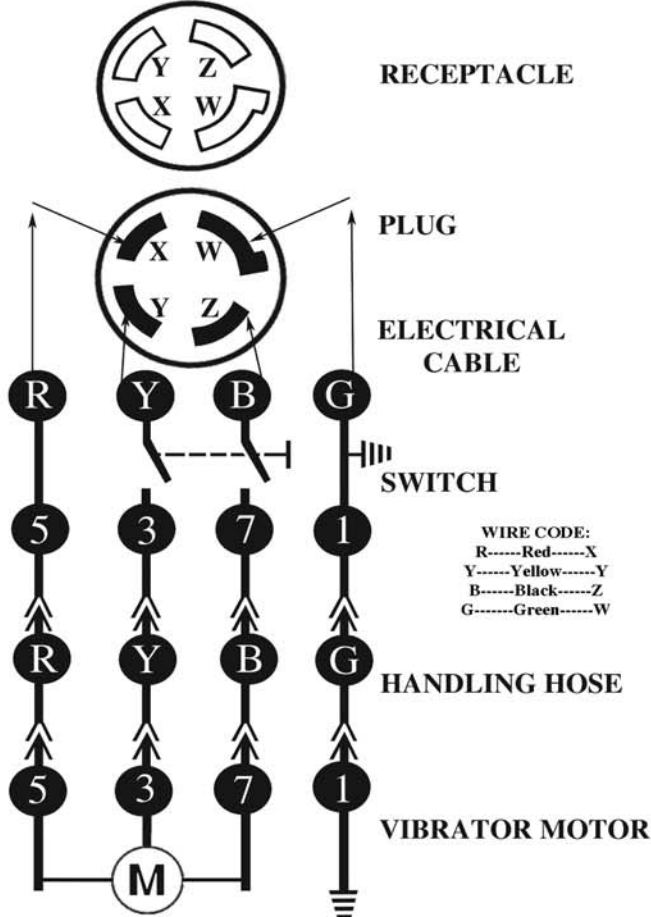 Y Z
X W
RECEPTACLE
PLUG
X W
Y Z
ELECTRICAL
CABLE
R Y B G
SWITCH
5 3 7 1
WIRE CODE:
R------Red------X
Y----Yellow-----Y
B-----Black-----Z
G-------Green------W
R Y B G
HANDLING HOSE
5 3 7 1
VIBRATOR MOTOR
M